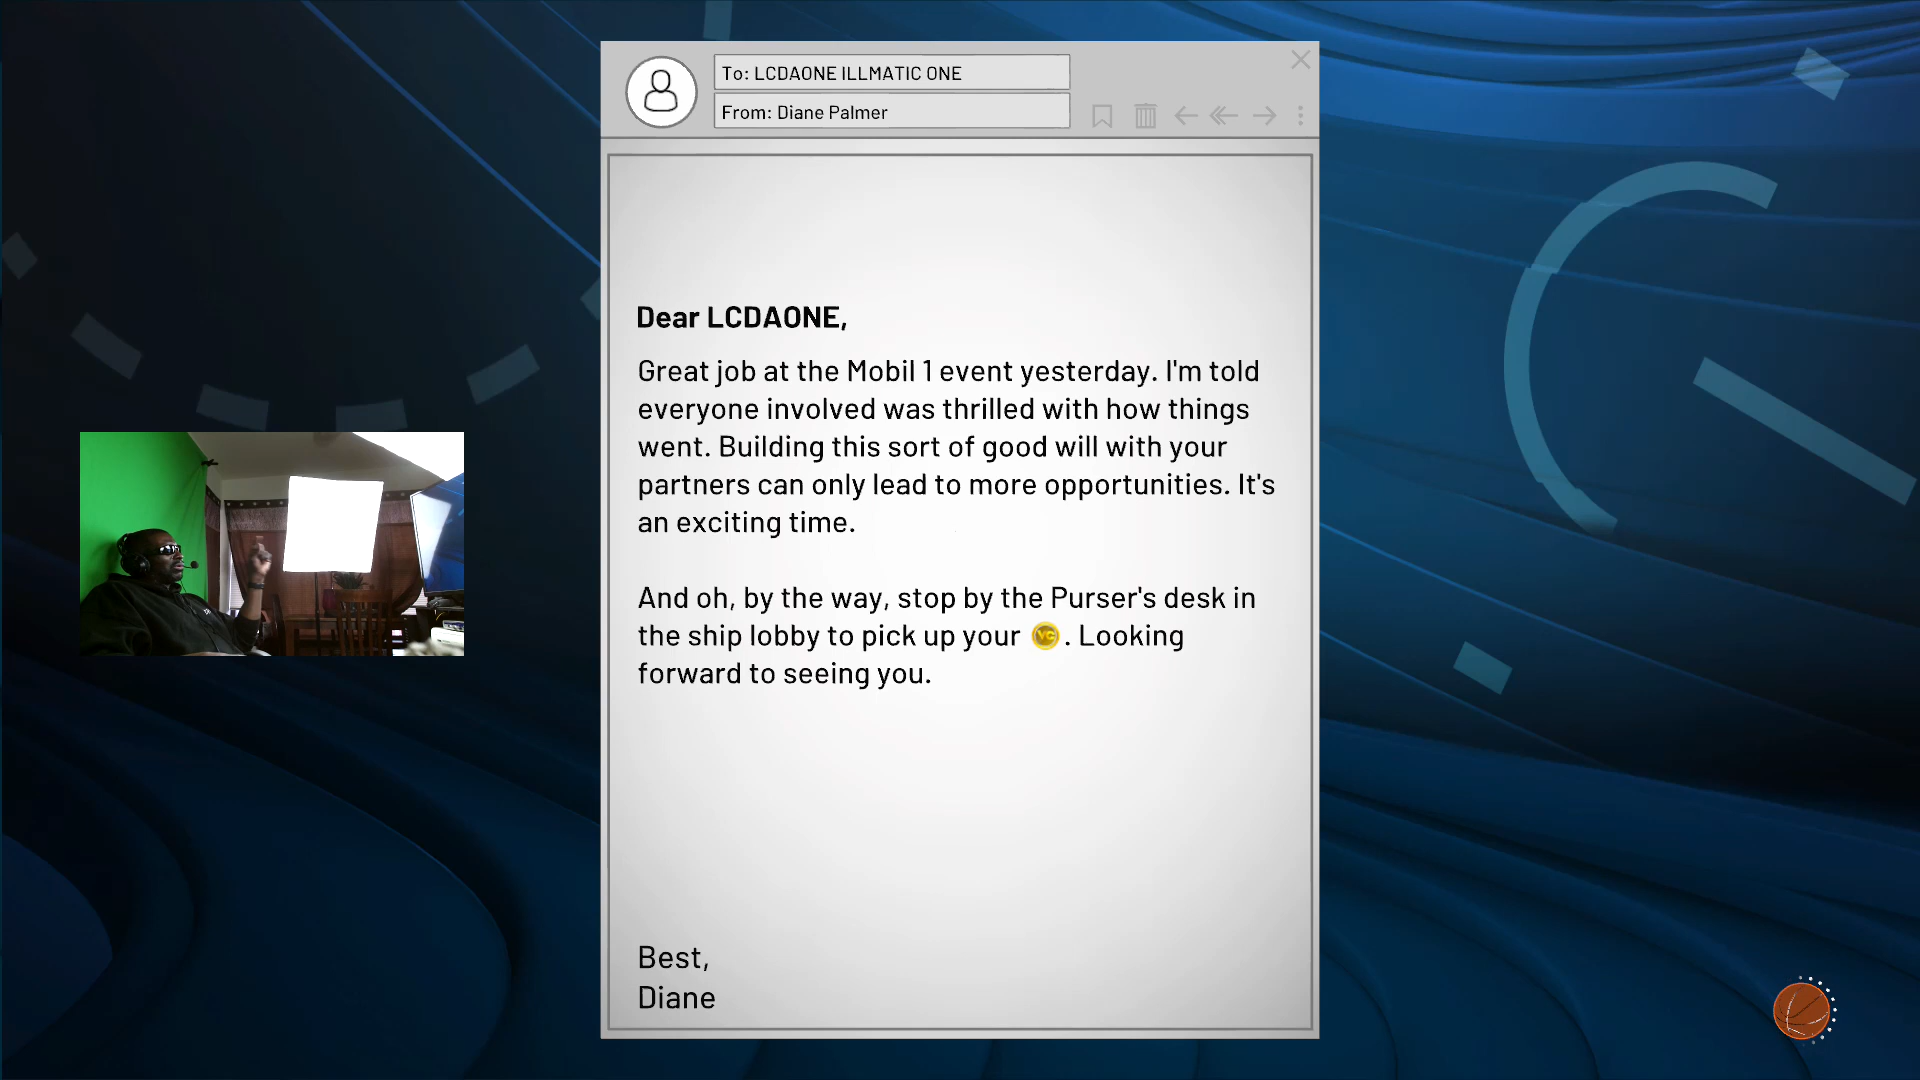 To: LCDAONE ILLMATIC ONE
From: Diane Palmer
Dear LCDAONE,
Great job at the Mobil 1 event yesterday. I'm told
everyone involved was thrilled with how things
went. Building this sort of good will with your
partners can only lead to more opportunities. It's
an exciting time.
And oh, by the way, stop by the Purser's desk in
the ship lobby to pick up your VC . Looking
forward to seeing you.
Best,
Diane